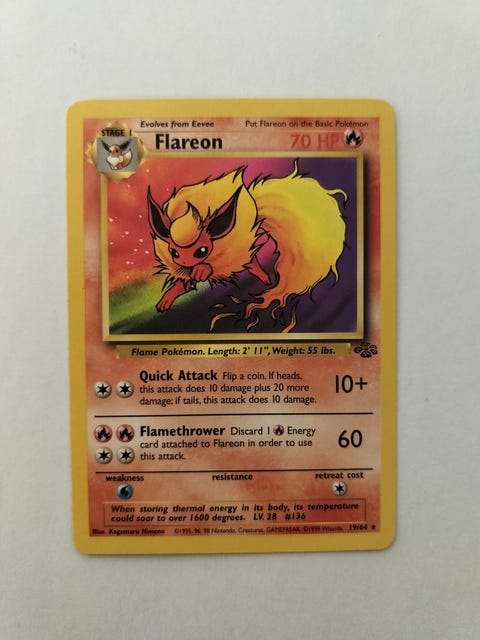 Evolves from Eevee Put Flareon on the Basic Pokémon
STAGE 1
Flareon 70 HP
Flame Pokémon. Length: 2' 11", Weight: 55 lbs.
Quick Attack Flip a coin. If heads,
this attack does 10 damage plus 20 more
damage; if tails, this attack does 10 damage.
10+
Flamethrower Discard 1 Energy
card attached to Flareon in order to use
this attack.
60
weakness resistance retreat cost
When storing thermal energy in its body, its temperature
could soar to over 1600 degrees. LV. 28 #136
Illus. Kagemaru Himeno ©1995, 96, 98 Nintendo, Creatures, GAMEFREAK. ©1999 Wizards. 19/64 ★